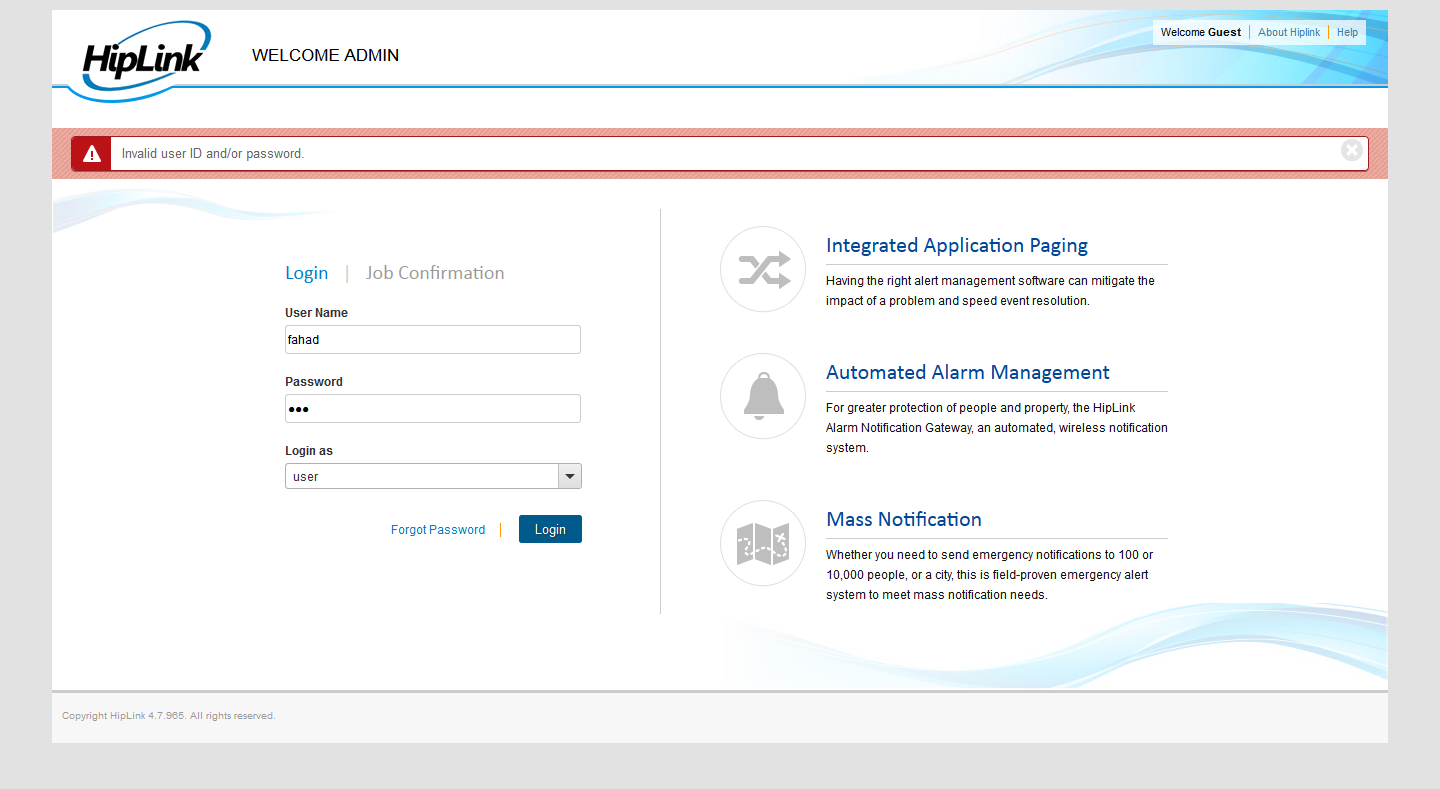 HipLink
WELCOME ADMIN
Welcome Guest
About Hiplink
Help
Invalid user ID and/or password.
Login
Job Confirmation
User Name
fahad
Password
Login as
user
Forgot Password
Login
Integrated Application Paging
Having the right alert management software can mitigate the
impact of a problem and speed event resolution.
Automated Alarm Management
For greater protection of people and property, the HipLink
Alarm Notification Gateway, an automated, wireless notification
system.
Mass Notification
Whether you need to send emergency notifications to 100 or
10,000 people, or a city, this is field-proven emergency alert
system to meet mass notification needs.
Copyright HipLink 4.7.965. All rights reserved.